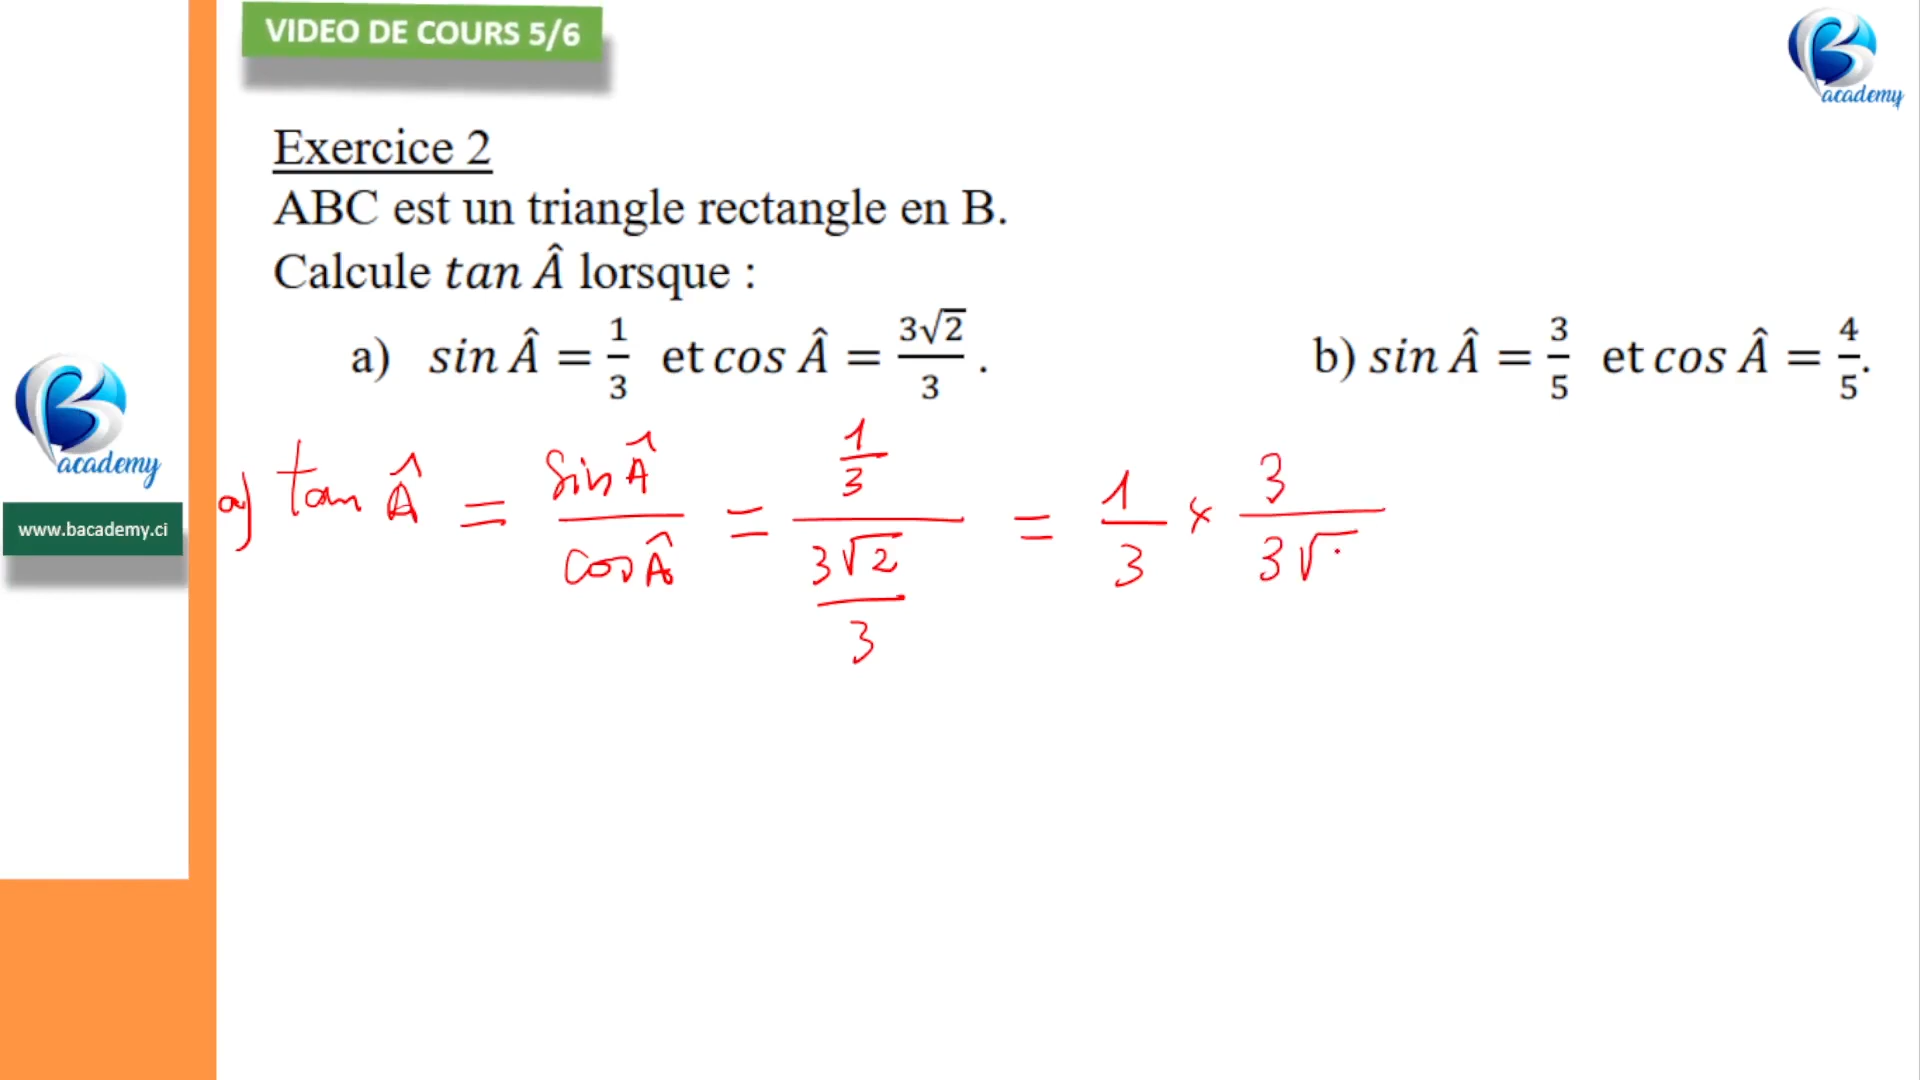 VIDEO DE COURS 5/6
B academy
Exercice 2
ABC est un triangle rectangle en B.
Calcule tan Â lorsque :
a) sin Â = 1/3 et cos Â = 3√2/3 .
b) sin Â = 3/5 et cos Â = 4/5.
B academy
www.bacademy.ci
a) tan Â = sin Â / cos Â = (1/3) / (3√2/3) = 1/3 × 3/3√